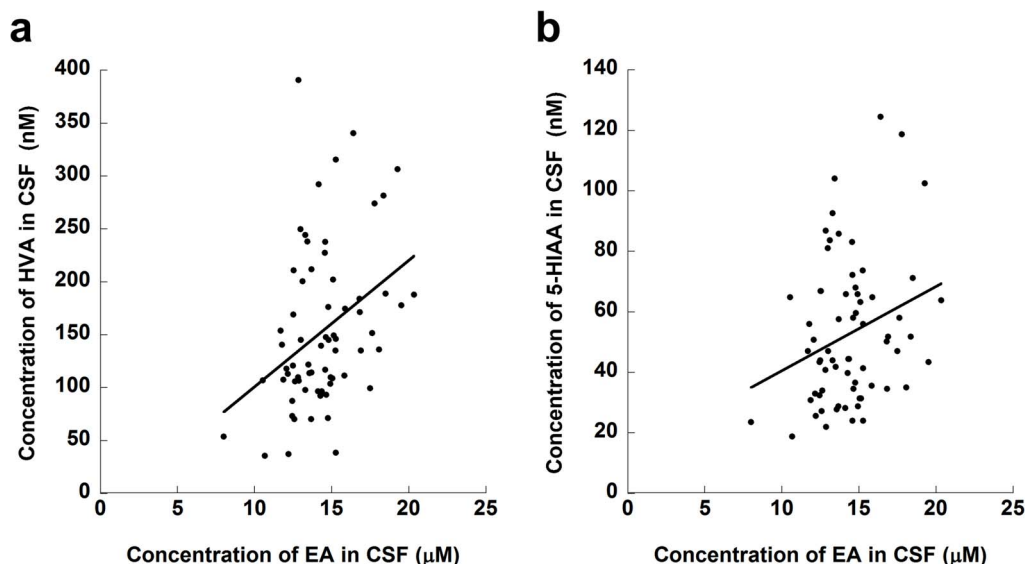 a
Concentration of HVA in CSF (nM)
400
350
300
250
200
150
100
50
0
0 5 10 15 20 25
Concentration of EA in CSF (μM)
b
Concentration of 5-HIAA in CSF (nM)
140
120
100
80
60
40
20
0
0 5 10 15 20 25
Concentration of EA in CSF (μM)